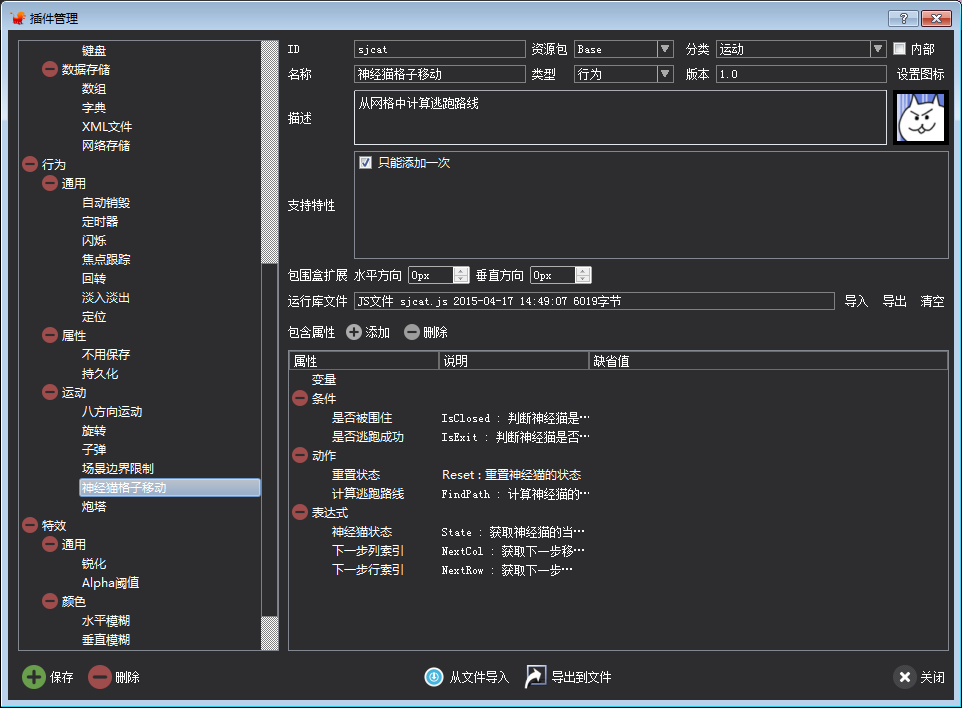 插件管理
键盘
数据存储
数组
字典
XML文件
网络存储
行为
通用
自动销毁
定时器
闪烁
焦点跟踪
回转
淡入淡出
定位
属性
不用保存
持久化
运动
八方向运动
旋转
子弹
场景边界限制
神经猫格子移动
炮塔
特效
通用
锐化
Alpha阈值
颜色
水平模糊
垂直模糊
ID sjcat 资源包 Base 分类 运动 内部
名称 神经猫格子移动 类型 行为 版本 1.0 设置图标
描述 从网格中计算逃跑路线
只能添加一次
支持特性
包围盒扩展 水平方向 0px 垂直方向 0px
运行库文件 JS文件 sjcat.js 2015-04-17 14:49:07 6019字节 导入 导出 清空
包含属性 添加 删除
属性 说明 缺省值
变量
条件
是否被围住 IsClosed : 判断神经猫是…
是否逃跑成功 IsExit : 判断神经猫是否…
动作
重置状态 Reset : 重置神经猫的状态
计算逃跑路线 FindPath : 计算神经猫的…
表达式
神经猫状态 State : 获取神经猫的当…
下一步列索引 NextCol : 获取下一步移…
下一步行索引 NextRow : 获取下一步…
保存 删除 从文件导入 导出到文件 关闭